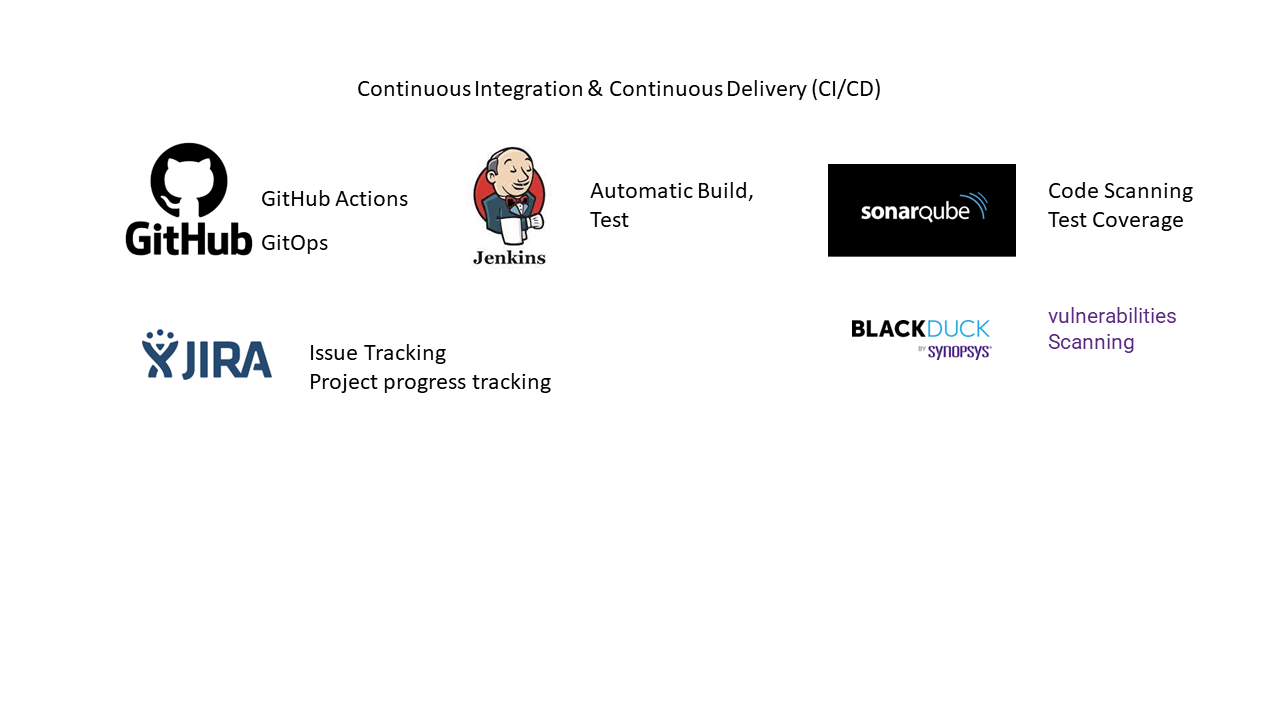 Continuous Integration & Continuous Delivery (CI/CD)
GitHub
GitHub Actions
GitOps
Jenkins
Automatic Build,
Test
sonarqube
Code Scanning
Test Coverage
JIRA
Issue Tracking
Project progress tracking
BLACKDUCK
BY SYNOPSYS®
vulnerabilities
Scanning